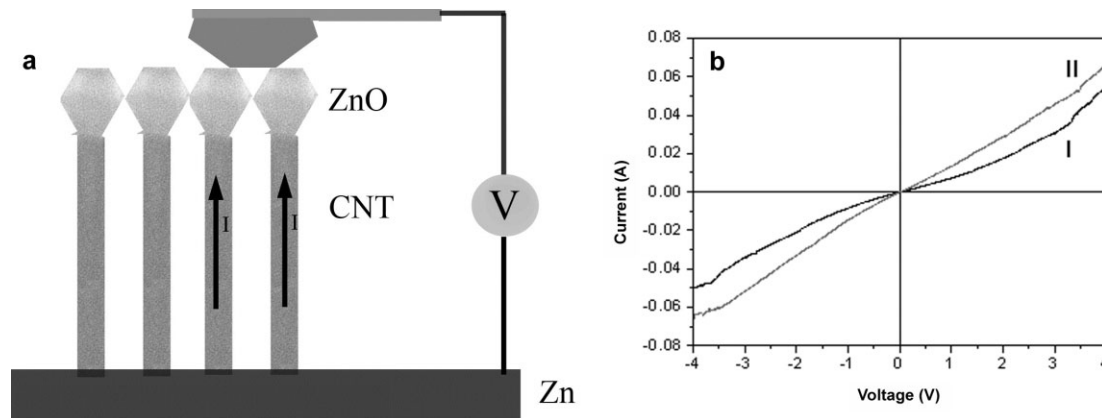 a
ZnO
CNT
I
I
V
Zn
b
II
I
Current (A)
0.08
0.06
0.04
0.02
0.00
-0.02
-0.04
-0.06
-0.08
-4 -3 -2 -1 0 1 2 3 4
Voltage (V)